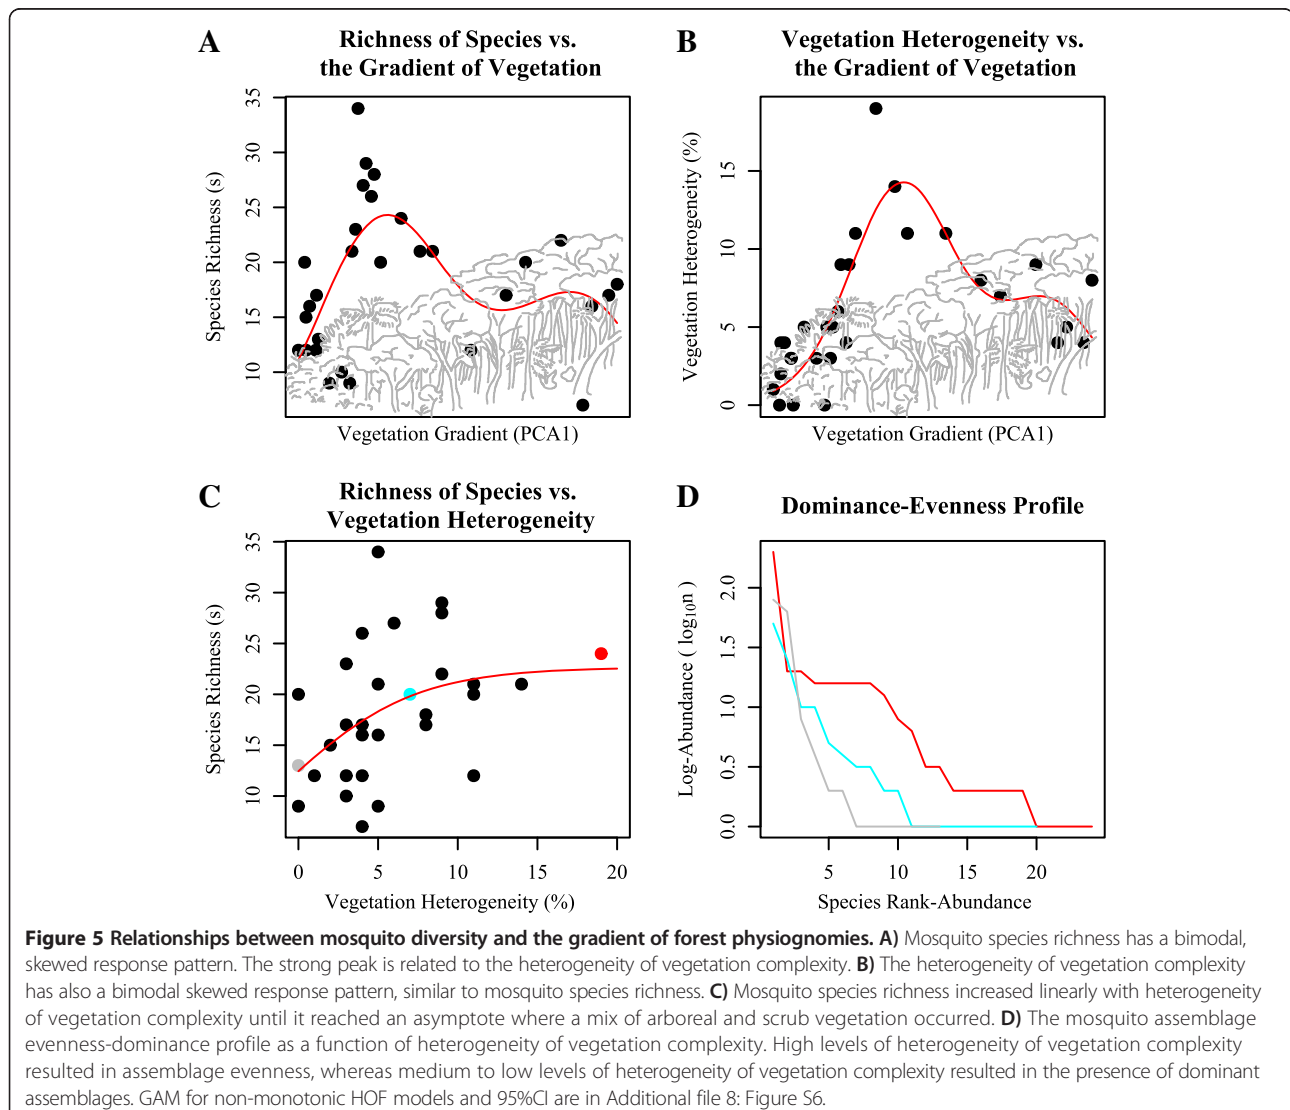 A
Richness of Species vs.
the Gradient of Vegetation
Species Richness (s)
35
30
25
20
15
10
Vegetation Gradient (PCA1)
B
Vegetation Heterogeneity vs.
the Gradient of Vegetation
Vegetation Heterogeneity (%)
15
10
5
0
Vegetation Gradient (PCA1)
C
Richness of Species vs.
Vegetation Heterogeneity
Species Richness (s)
35
30
25
20
15
10
0 5 10 15 20
Vegetation Heterogeneity (%)
D
Dominance-Evenness Profile
Log-Abundance ( log₁₀n )
2.0
1.5
1.0
0.5
0.0
5 10 15 20
Species Rank-Abundance
Figure 5 Relationships between mosquito diversity and the gradient of forest physiognomies. A) Mosquito species richness has a bimodal,
skewed response pattern. The strong peak is related to the heterogeneity of vegetation complexity. B) The heterogeneity of vegetation complexity
has also a bimodal skewed response pattern, similar to mosquito species richness. C) Mosquito species richness increased linearly with heterogeneity
of vegetation complexity until it reached an asymptote where a mix of arboreal and scrub vegetation occurred. D) The mosquito assemblage
evenness-dominance profile as a function of heterogeneity of vegetation complexity. High levels of heterogeneity of vegetation complexity
resulted in assemblage evenness, whereas medium to low levels of heterogeneity of vegetation complexity resulted in the presence of dominant
assemblages. GAM for non-monotonic HOF models and 95%CI are in Additional file 8: Figure S6.